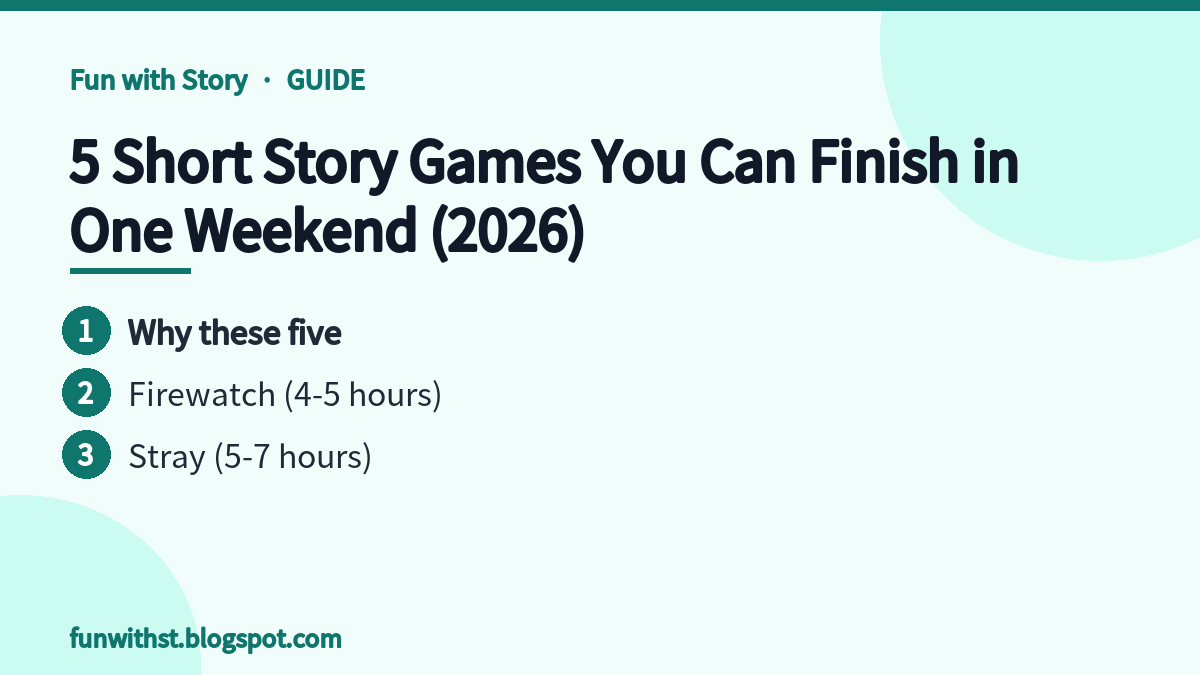 Fun with Story · GUIDE
5 Short Story Games You Can Finish in
One Weekend (2026)
1 Why these five
2 Firewatch (4-5 hours)
3 Stray (5-7 hours)
funwithst.blogspot.com